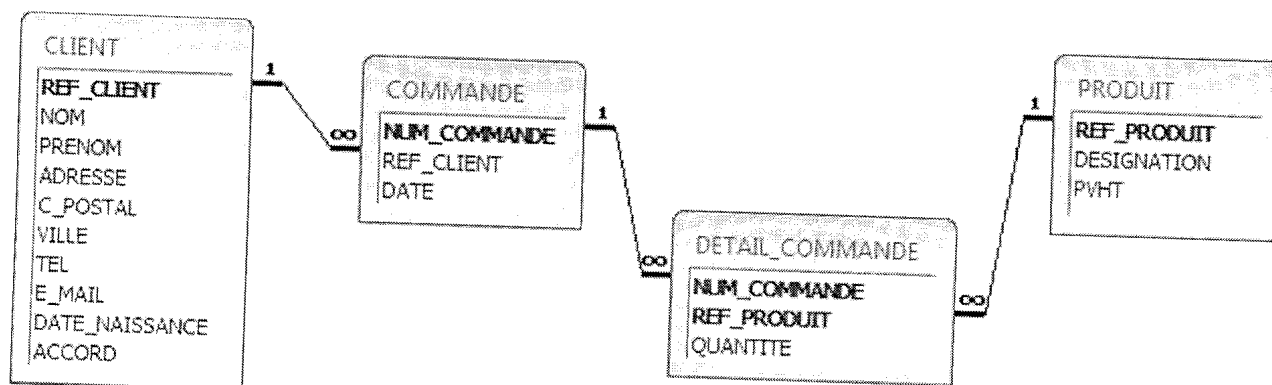 CLIENT
REF_CLIENT
NOM
PRENOM
ADRESSE
C_POSTAL
VILLE
TEL
E_MAIL
DATE_NAISSANCE
ACCORD
1
∞
COMMANDE
NUM_COMMANDE
REF_CLIENT
DATE
1
∞
DETAIL_COMMANDE
NUM_COMMANDE
REF_PRODUIT
QUANTITE
∞
1
PRODUIT
REF_PRODUIT
DESIGNATION
PVHT